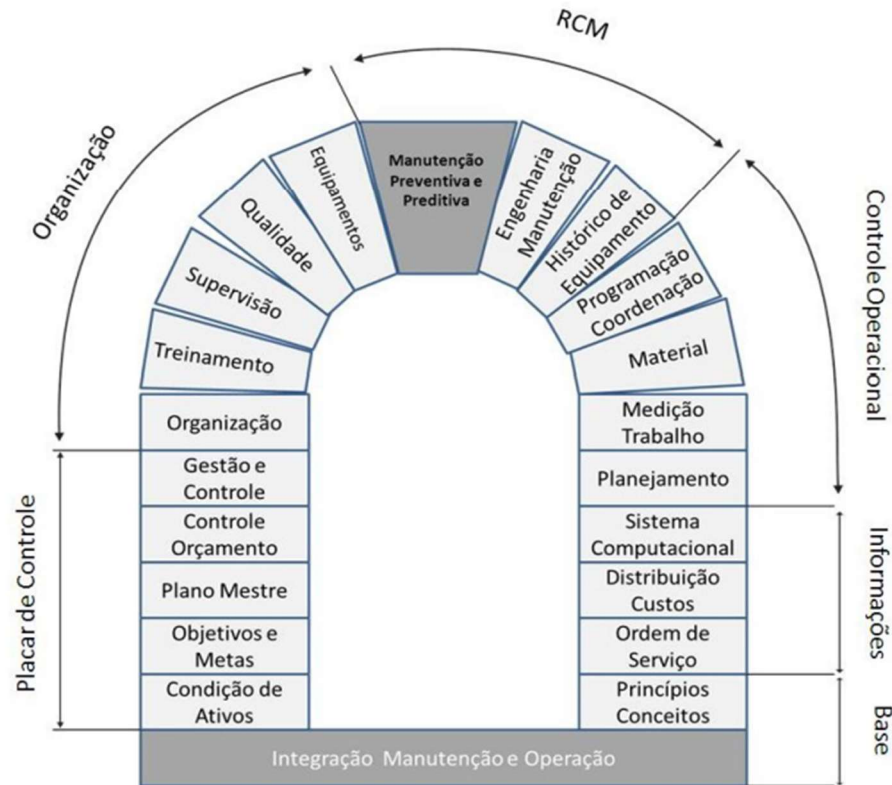 RCM
Organização
Controle Operacional
Manutenção
Preventiva e
Preditiva
Equipamentos
Qualidade
Supervisão
Treinamento
Engenharia
Manutenção
Histórico de
Equipamento
Programação
Coordenação
Material
Organização
Gestão e
Controle
Controle
Orçamento
Plano Mestre
Objetivos e
Metas
Condição de
Ativos
Medição
Trabalho
Planejamento
Sistema
Computacional
Distribuição
Custos
Ordem de
Serviço
Princípios
Conceitos
Placar de Controle
Informações
Base
Integração Manutenção e Operação